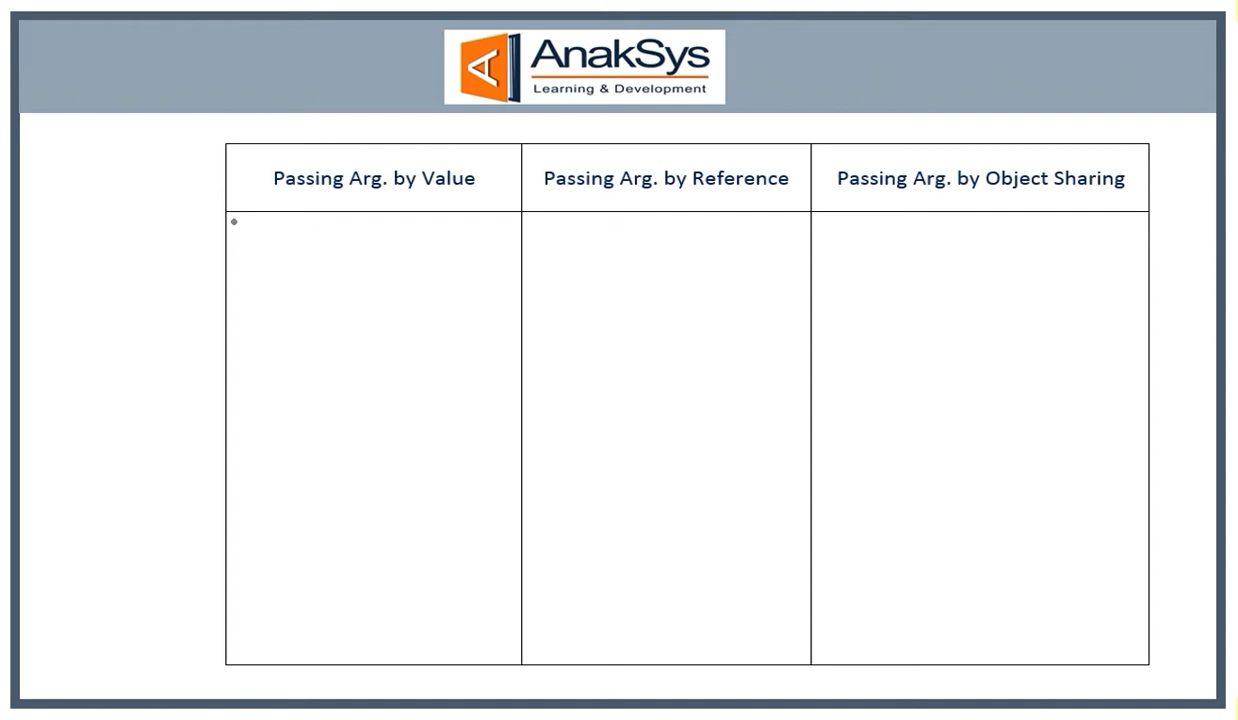 A
AnakSys
Learning & Development
Passing Arg. by Value
Passing Arg. by Reference
Passing Arg. by Object Sharing